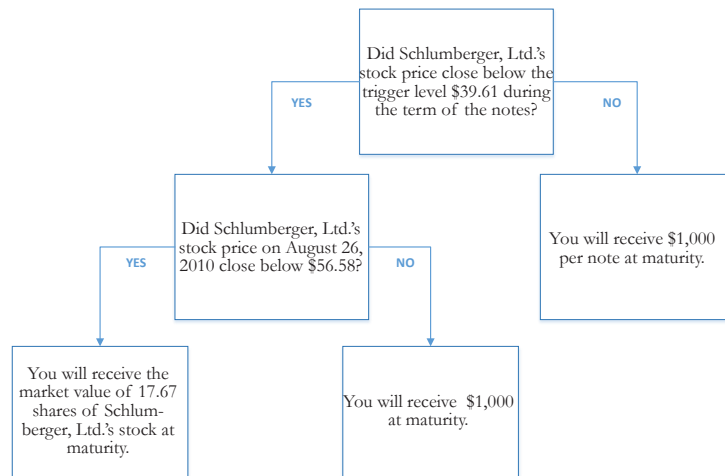 Did Schlumberger, Ltd.'s
stock price close below the
trigger level $39.61 during
the term of the notes?
YES
NO
Did Schlumberger, Ltd.'s
stock price on August 26,
2010 close below $56.58?
You will receive $1,000
per note at maturity.
YES
NO
You will receive the
market value of 17.67
shares of Schlum-
berger, Ltd.'s stock at
maturity.
You will receive $1,000
at maturity.